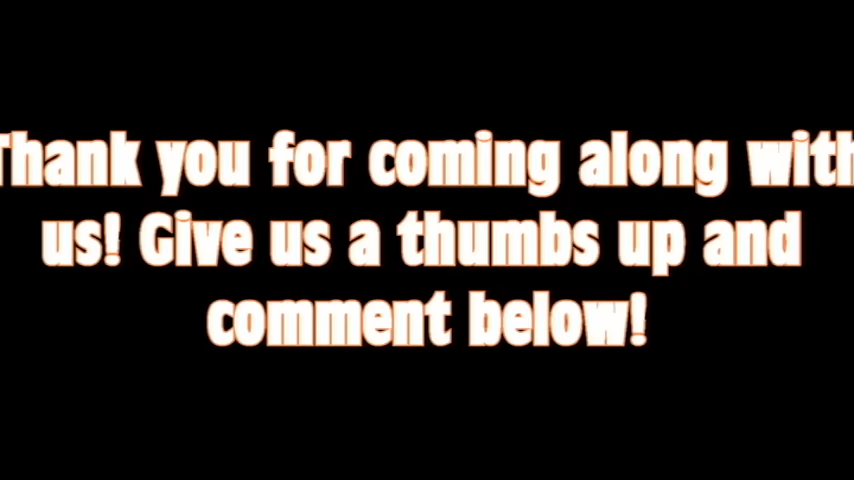 Thank you for coming along with
us! Give us a thumbs up and
comment below!